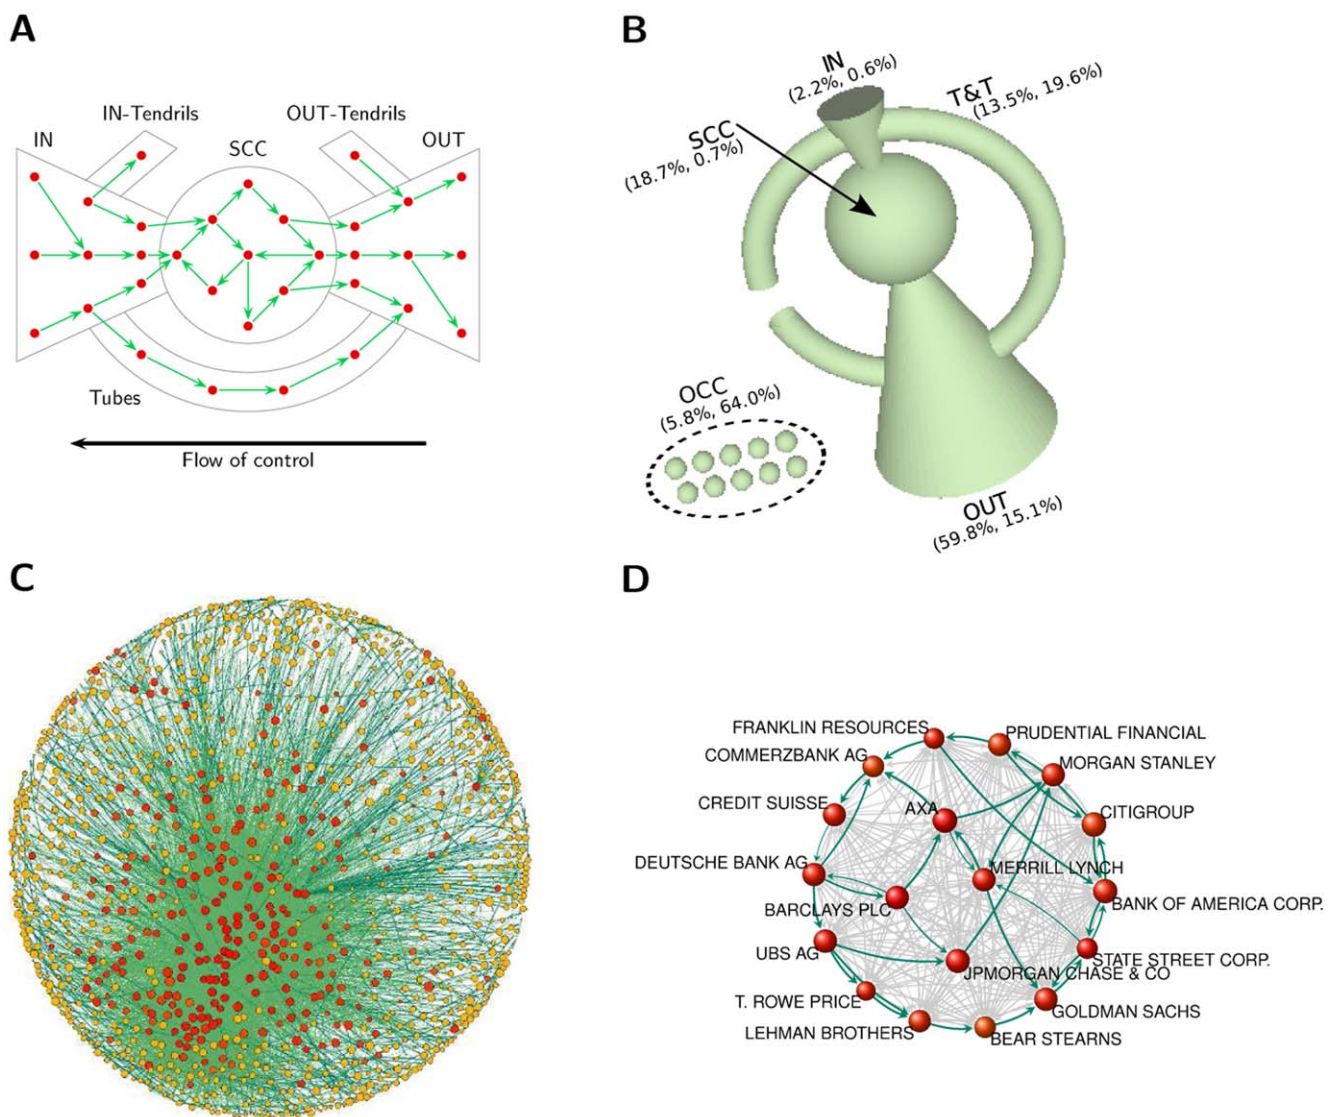 A
IN-Tendrils
OUT-Tendrils
IN
SCC
OUT
Tubes
Flow of control
B
IN
(2.2%, 0.6%)
T&T
(13.5%, 19.6%)
SCC
(18.7%, 0.7%)
OCC
(5.8%, 64.0%)
OUT
(59.8%, 15.1%)
C
D
FRANKLIN RESOURCES
PRUDENTIAL FINANCIAL
COMMERZBANK AG
MORGAN STANLEY
CREDIT SUISSE
AXA
CITIGROUP
DEUTSCHE BANK AG
MERRILL LYNCH
BARCLAYS PLC
BANK OF AMERICA CORP.
UBS AG
STATE STREET CORP.
JPMORGAN CHASE & CO
T. ROWE PRICE
GOLDMAN SACHS
LEHMAN BROTHERS
BEAR STEARNS